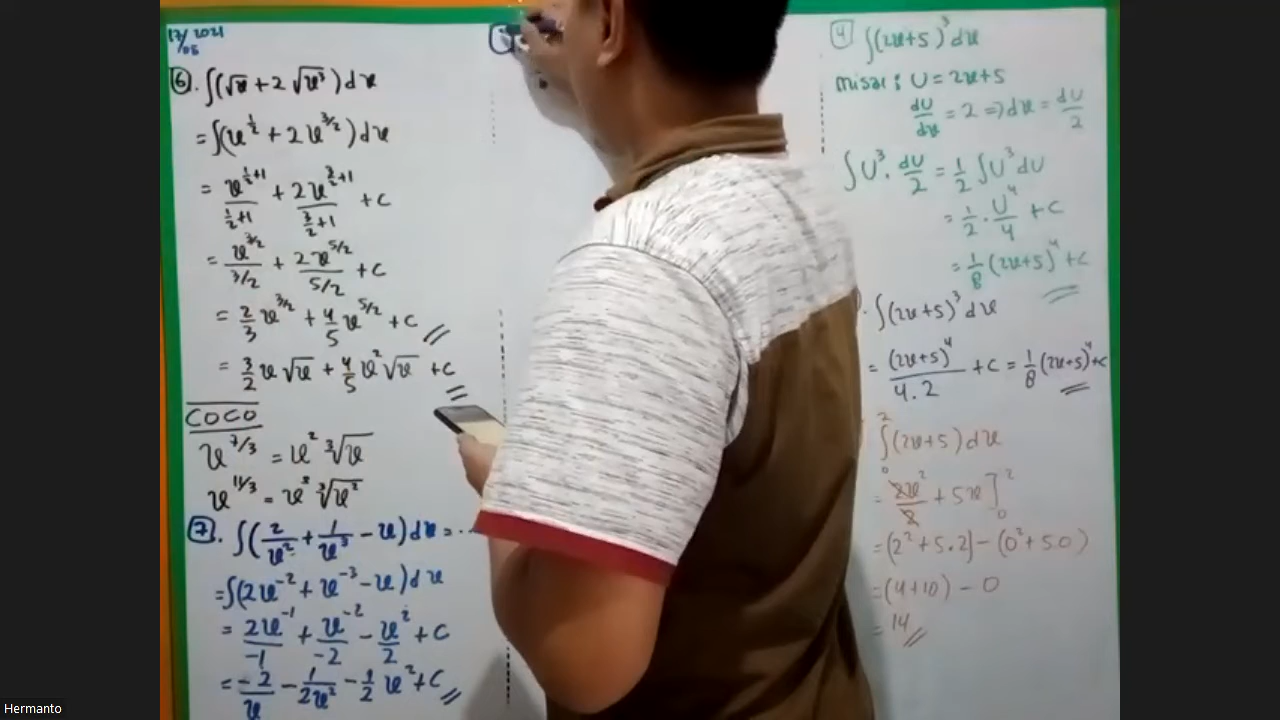 17/05 2021
6. ∫(√x + 2√x³)dx
= ∫(x^(1/2) + 2x^(3/2))dx
= x^(1/2+1)/(1/2+1) + 2x^(3/2+1)/(3/2+1) + c
= x^(3/2)/(3/2) + 2x^(5/2)/(5/2) + c
= 2/3 x^(3/2) + 4/5 x^(5/2) + c //
= 3/2 x√x + 4/5 x²√x + c
COCO
x^(7/3) = x² ³√x
x^(11/3) = x³ ³√x²
7. ∫(2/x² + 1/x³ - x)dx = ...
= ∫(2x^-2 + x^-3 - x)dx
= 2x^-1/-1 + x^-2/-2 - x²/2 + c
= -2/x - 1/2x² - 1/2 x² + c //
4 ∫(2x+5)³dx
misal : U = 2x+5
dU/dx = 2 => dx = dU/2
∫U³. dU/2 = 1/2 ∫U³dU
= 1/2 . U⁴/4 + c
= 1/8 (2x+5)⁴ + c
∫(2x+5)³dx
= (2x+5)⁴/4.2 + c = 1/8 (2x+5)⁴ + c
∫₀²(2x+5)dx
= 2x²/2 + 5x]₀²
= (2² + 5.2) - (0² + 5.0)
= (4+10) - 0
= 14 //
Hermanto